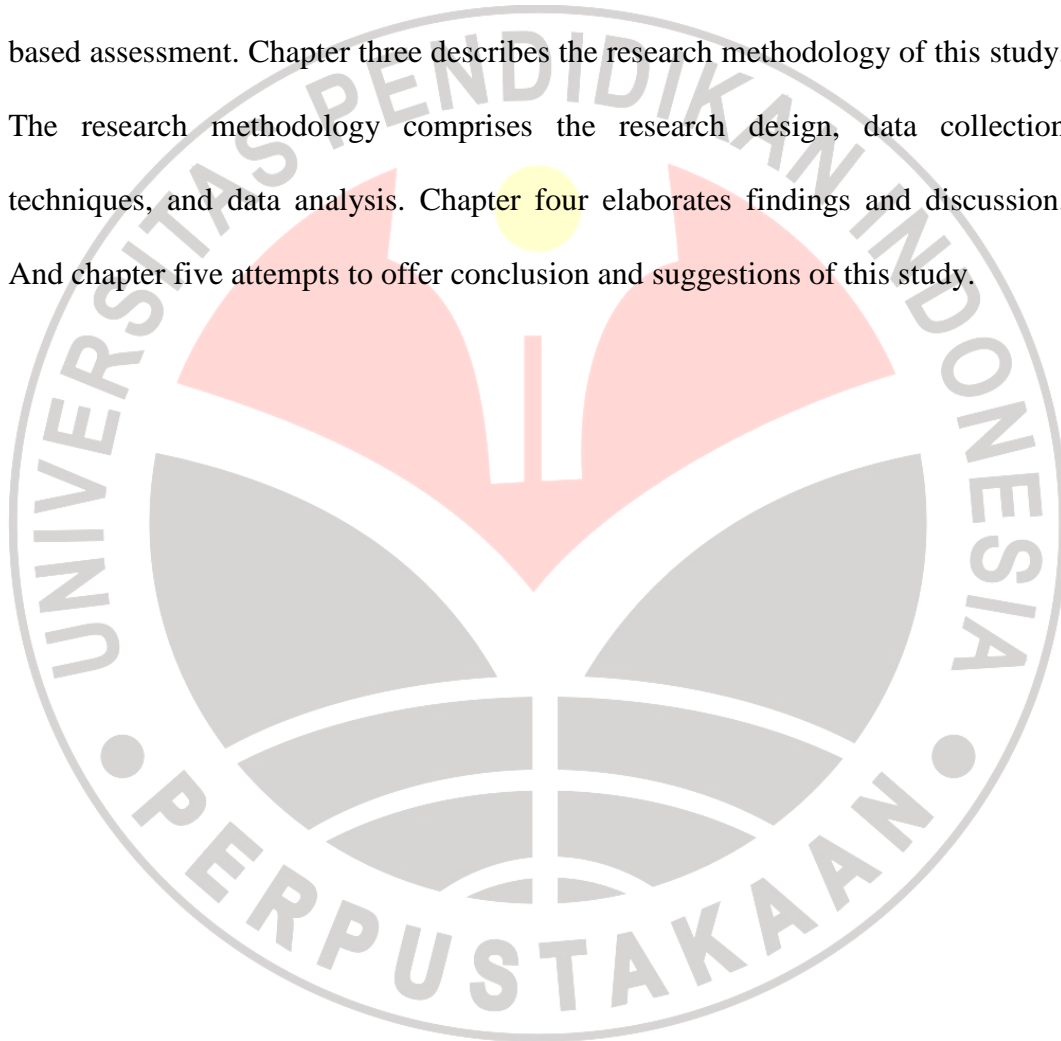 based assessment. Chapter three describes the research methodology of this study.
The research methodology comprises the research design, data collection
techniques, and data analysis. Chapter four elaborates findings and discussion.
And chapter five attempts to offer conclusion and suggestions of this study.
UNIVERSITAS PENDIDIKAN INDONESIA
PERPUSTAKAAN